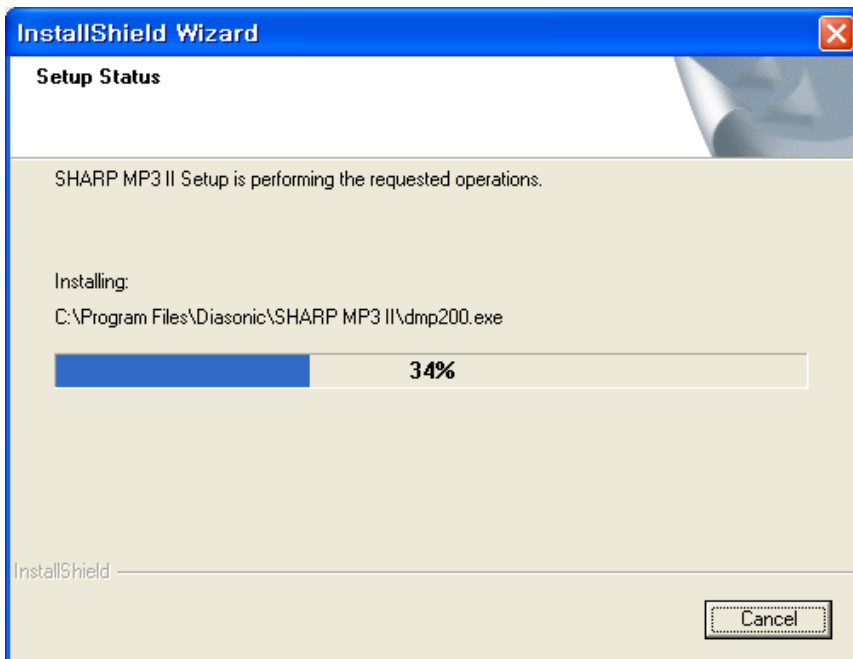 InstallShield Wizard
Setup Status
SHARP MP3 II Setup is performing the requested operations.
Installing:
C:\Program Files\Diasonic\SHARP MP3 II\dmp200.exe
34%
InstallShield
Cancel